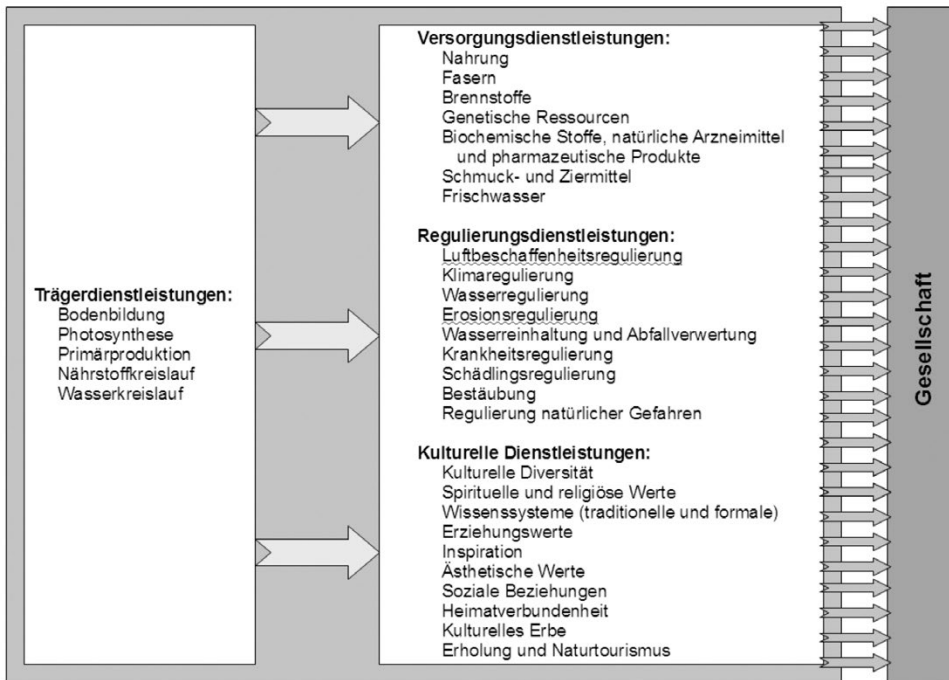 Trägerdienstleistungen:
Bodenbildung
Photosynthese
Primärproduktion
Nährstoffkreislauf
Wasserkreislauf
Versorgungsdienstleistungen:
Nahrung
Fasern
Brennstoffe
Genetische Ressourcen
Biochemische Stoffe, natürliche Arzneimittel
und pharmazeutische Produkte
Schmuck- und Ziermittel
Frischwasser
Regulierungsdienstleistungen:
Luftbeschaffenheitsregulierung
Klimaregulierung
Wasserregulierung
Erosionsregulierung
Wasserreinhaltung und Abfallverwertung
Krankheitsregulierung
Schädlingsregulierung
Bestäubung
Regulierung natürlicher Gefahren
Kulturelle Dienstleistungen:
Kulturelle Diversität
Spirituelle und religiöse Werte
Wissenssysteme (traditionelle und formale)
Erziehungswerte
Inspiration
Ästhetische Werte
Soziale Beziehungen
Heimatverbundenheit
Kulturelles Erbe
Erholung und Naturtourismus
Gesellschaft